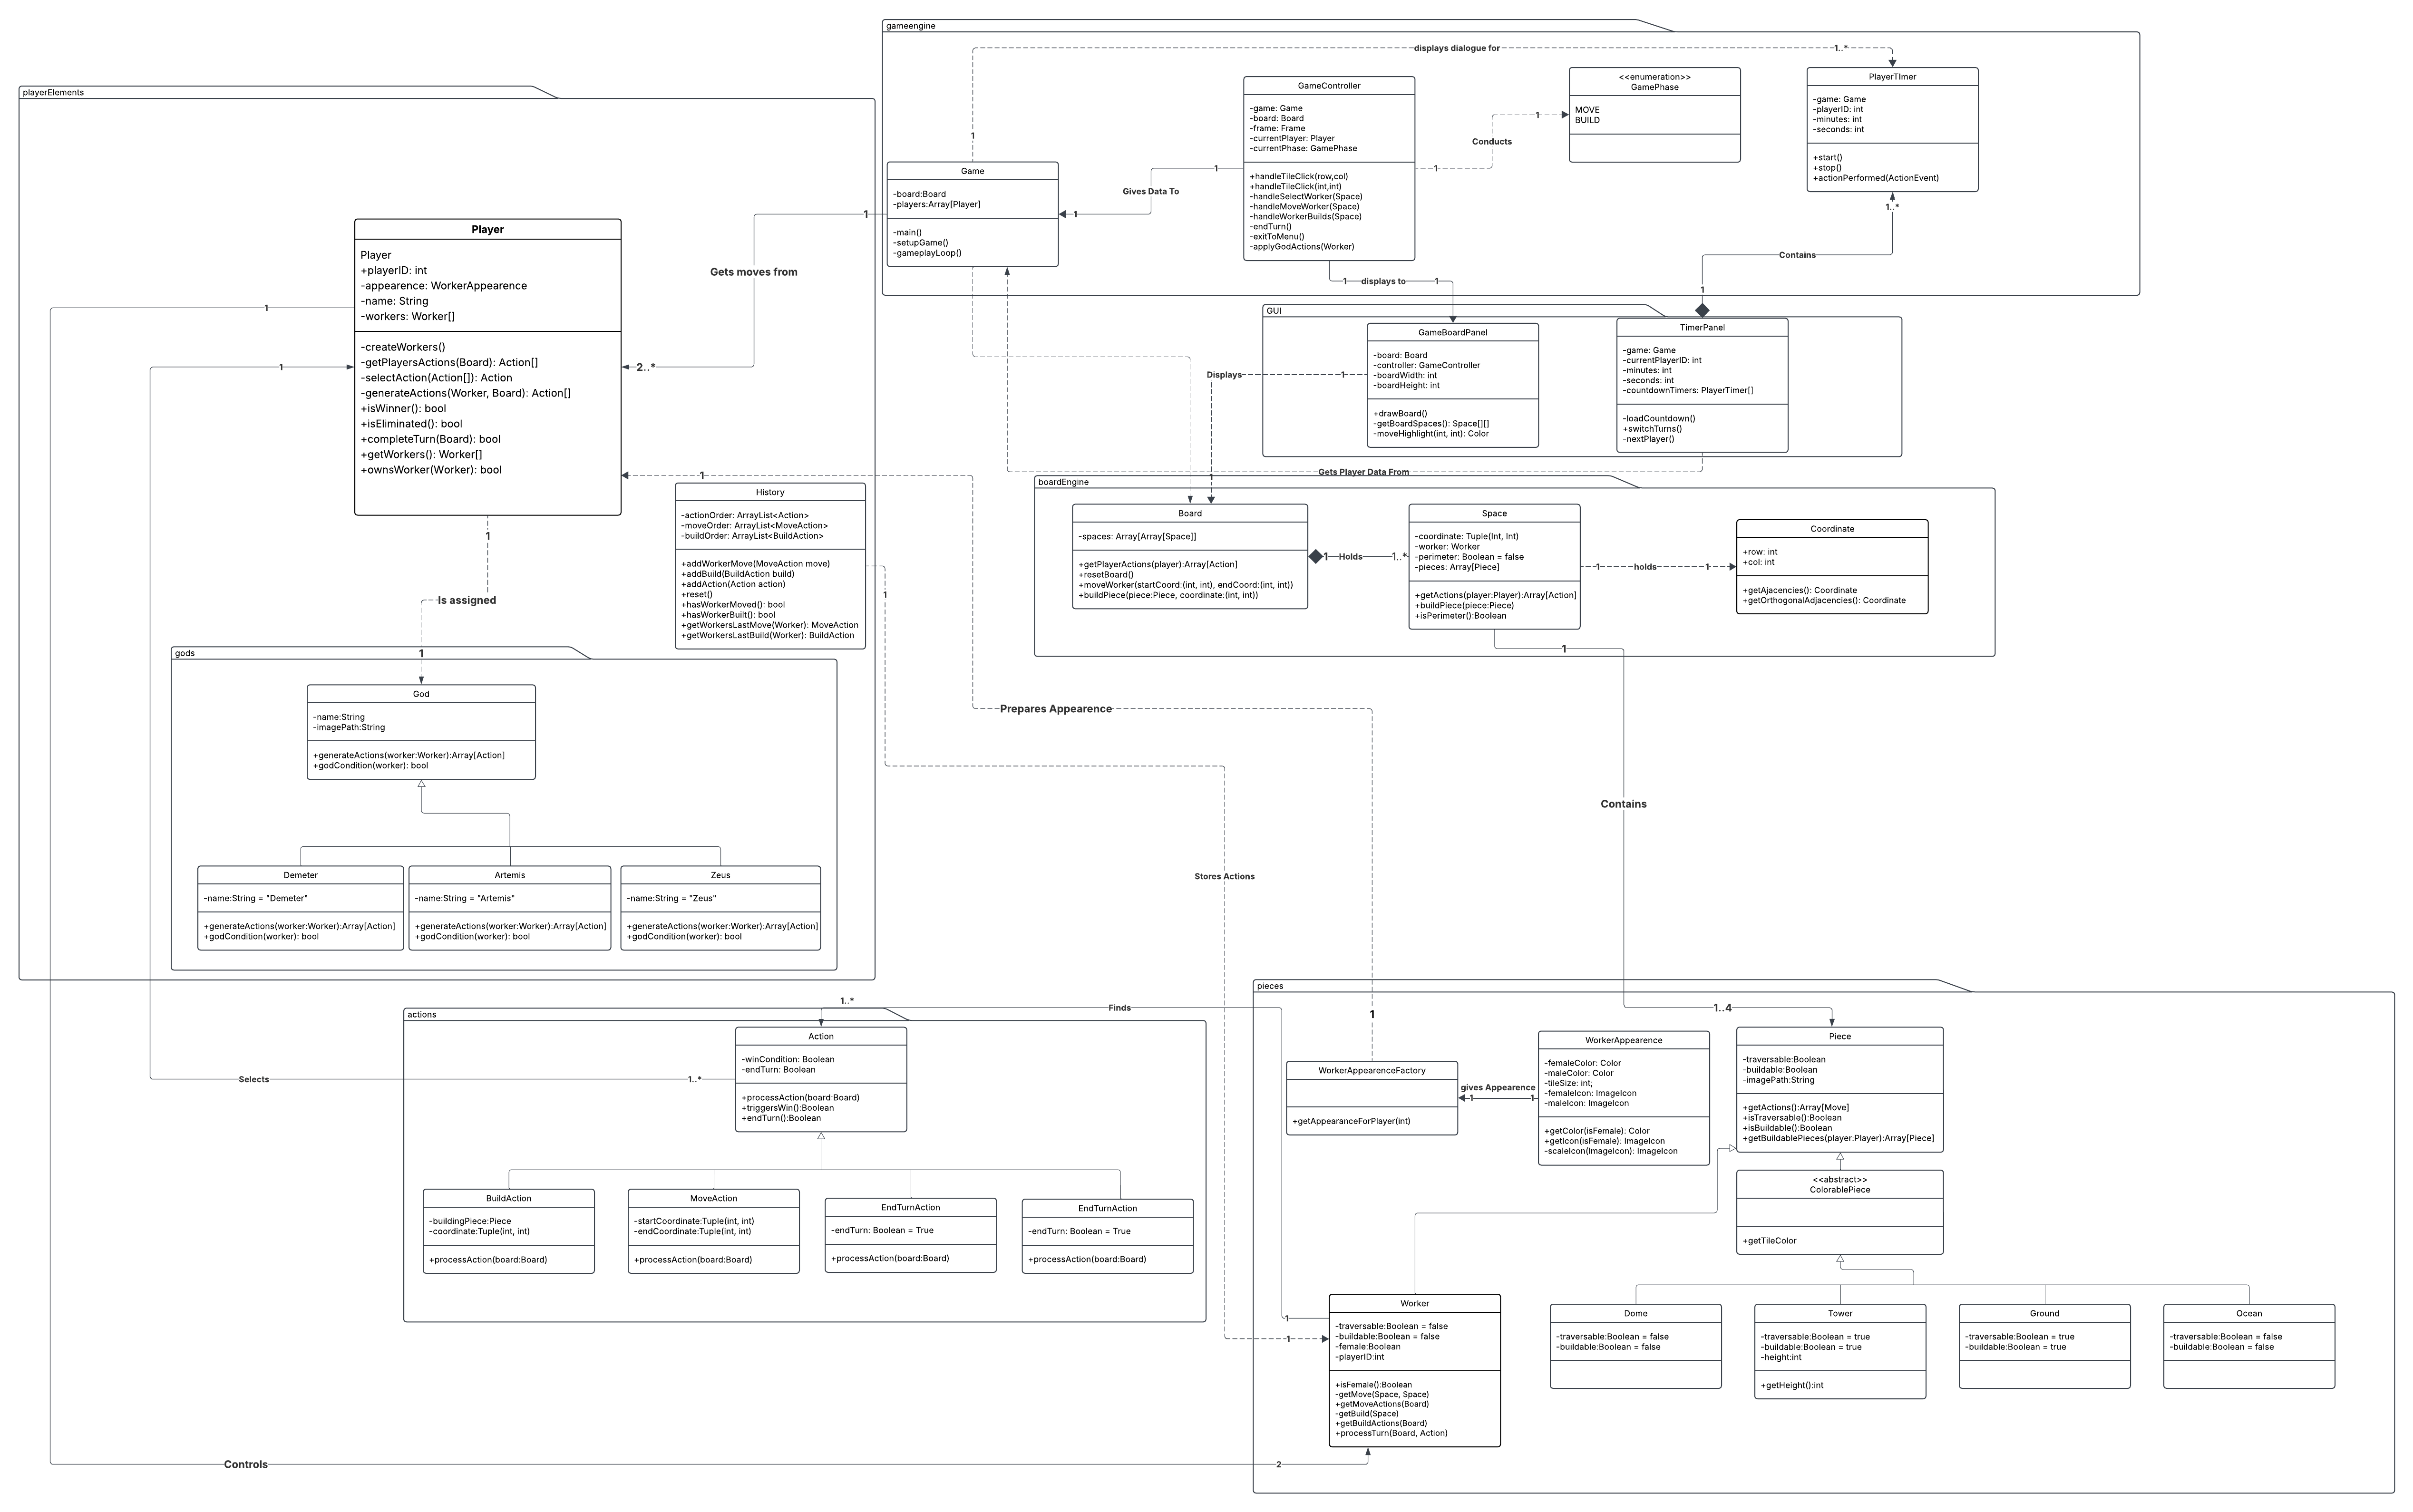 gameengine
displays dialogue for
1..*
1
GameController
-game: Game
-board: Board
-frame: Frame
-currentPlayer: Player
-currentPhase: GamePhase
+handleTileClick(row,col)
+handleTileClick(int,int)
-handleSelectWorker(Space)
-handleMoveWorker(Space)
-handleWorkerBuilds(Space)
-endTurn()
-exitToMenu()
-applyGodActions(Worker)
1
Conducts
1
<<enumeration>>
GamePhase
MOVE
BUILD
PlayerTImer
-game: Game
-playerID: int
-minutes: int
-seconds: int
+start()
+stop()
+actionPerformed(ActionEvent)
1..*
Contains
1
Game
-board:Board
-players:Array[Player]
-main()
-setupGame()
-gameplayLoop()
1
Gives Data To
1
1
displays to
1
1
Gets moves from
2..*
playerElements
Player
Player
+playerID: int
-appearence: WorkerAppearence
-name: String
-workers: Worker[]
-createWorkers()
-getPlayersActions(Board): Action[]
-selectAction(Action[]): Action
-generateActions(Worker, Board): Action[]
+isWinner(): bool
+isEliminated(): bool
+completeTurn(Board): bool
+getWorkers(): Worker[]
+ownsWorker(Worker): bool
1
1
1
1
Is assigned
1
GUI
GameBoardPanel
-board: Board
-controller: GameController
-boardWidth: int
-boardHeight: int
+drawBoard()
-getBoardSpaces(): Space[][]
-moveHighlight(int, int): Color
TimerPanel
-game: Game
-currentPlayerID: int
-minutes: int
-seconds: int
-countdownTimers: PlayerTimer[]
-loadCountdown()
+switchTurns()
-nextPlayer()
Displays
1
1
Gets Player Data From
History
-actionOrder: ArrayList<Action>
-moveOrder: ArrayList<MoveAction>
-buildOrder: ArrayList<BuildAction>
+addWorkerMove(MoveAction move)
+addBuild(BuildAction build)
+addAction(Action action)
+reset()
+hasWorkerMoved(): bool
+hasWorkerBuilt(): bool
+getWorkersLastMove(Worker): MoveAction
+getWorkersLastBuild(Worker): BuildAction
1
boardEngine
Board
-spaces: Array[Array[Space]]
+getPlayerActions(player):Array[Action]
+resetBoard()
+moveWorker(startCoord:(int, int), endCoord:(int, int))
+buildPiece(piece:Piece, coordinate:(int, int))
1
Holds
1..*
Space
-coordinate: Tuple(Int, Int)
-worker: Worker
-perimeter: Boolean = false
-pieces: Array[Piece]
+getActions(player:Player):Array[Action]
+buildPiece(piece:Piece)
+isPerimeter():Boolean
1
holds
1
Coordinate
+row: int
+col: int
+getAjacencies(): Coordinate
+getOrthogonalAdjacencies(): Coordinate
1
Contains
1..4
gods
God
-name:String
-imagePath:String
+generateActions(worker:Worker):Array[Action]
+godCondition(worker): bool
Demeter
-name:String = "Demeter"
+generateActions(worker:Worker):Array[Action]
+godCondition(worker): bool
Artemis
-name:String = "Artemis"
+generateActions(worker:Worker):Array[Action]
+godCondition(worker): bool
Zeus
-name:String = "Zeus"
+generateActions(worker:Worker):Array[Action]
+godCondition(worker): bool
Prepares Appearence
1
Stores Actions
1
actions
1..*
Finds
1
Selects
1..*
Action
-winCondition: Boolean
-endTurn: Boolean
+processAction(board:Board)
+triggersWin():Boolean
+endTurn():Boolean
BuildAction
-buildingPiece:Piece
-coordinate:Tuple(int, int)
+processAction(board:Board)
MoveAction
-startCoordinate:Tuple(int, int)
-endCoordinate:Tuple(int, int)
+processAction(board:Board)
EndTurnAction
-endTurn: Boolean = True
+processAction(board:Board)
EndTurnAction
-endTurn: Boolean = True
+processAction(board:Board)
pieces
WorkerAppearenceFactory
+getAppearanceForPlayer(int)
gives Appearence
1
1
WorkerAppearence
-femaleColor: Color
-maleColor: Color
-tileSize: int;
-femaleIcon: ImageIcon
-maleIcon: ImageIcon
+getColor(isFemale): Color
+getIcon(isFemale): ImageIcon
-scaleIcon(ImageIcon): ImageIcon
Piece
-traversable:Boolean
-buildable:Boolean
-imagePath:String
+getActions():Array[Move]
+isTraversable():Boolean
+isBuildable():Boolean
+getBuildablePieces(player:Player):Array[Piece]
<<abstract>>
ColorablePiece
+getTileColor
Worker
-traversable:Boolean = false
-buildable:Boolean = false
-female:Boolean
-playerID:int
+isFemale():Boolean
-getMove(Space, Space)
+getMoveActions(Board)
-getBuild(Space)
+getBuildActions(Board)
+processTurn(Board, Action)
Dome
-traversable:Boolean = false
-buildable:Boolean = false
Tower
-traversable:Boolean = true
-buildable:Boolean = true
-height:int
+getHeight():int
Ground
-traversable:Boolean = true
-buildable:Boolean = true
Ocean
-traversable:Boolean = false
-buildable:Boolean = false
Controls
2